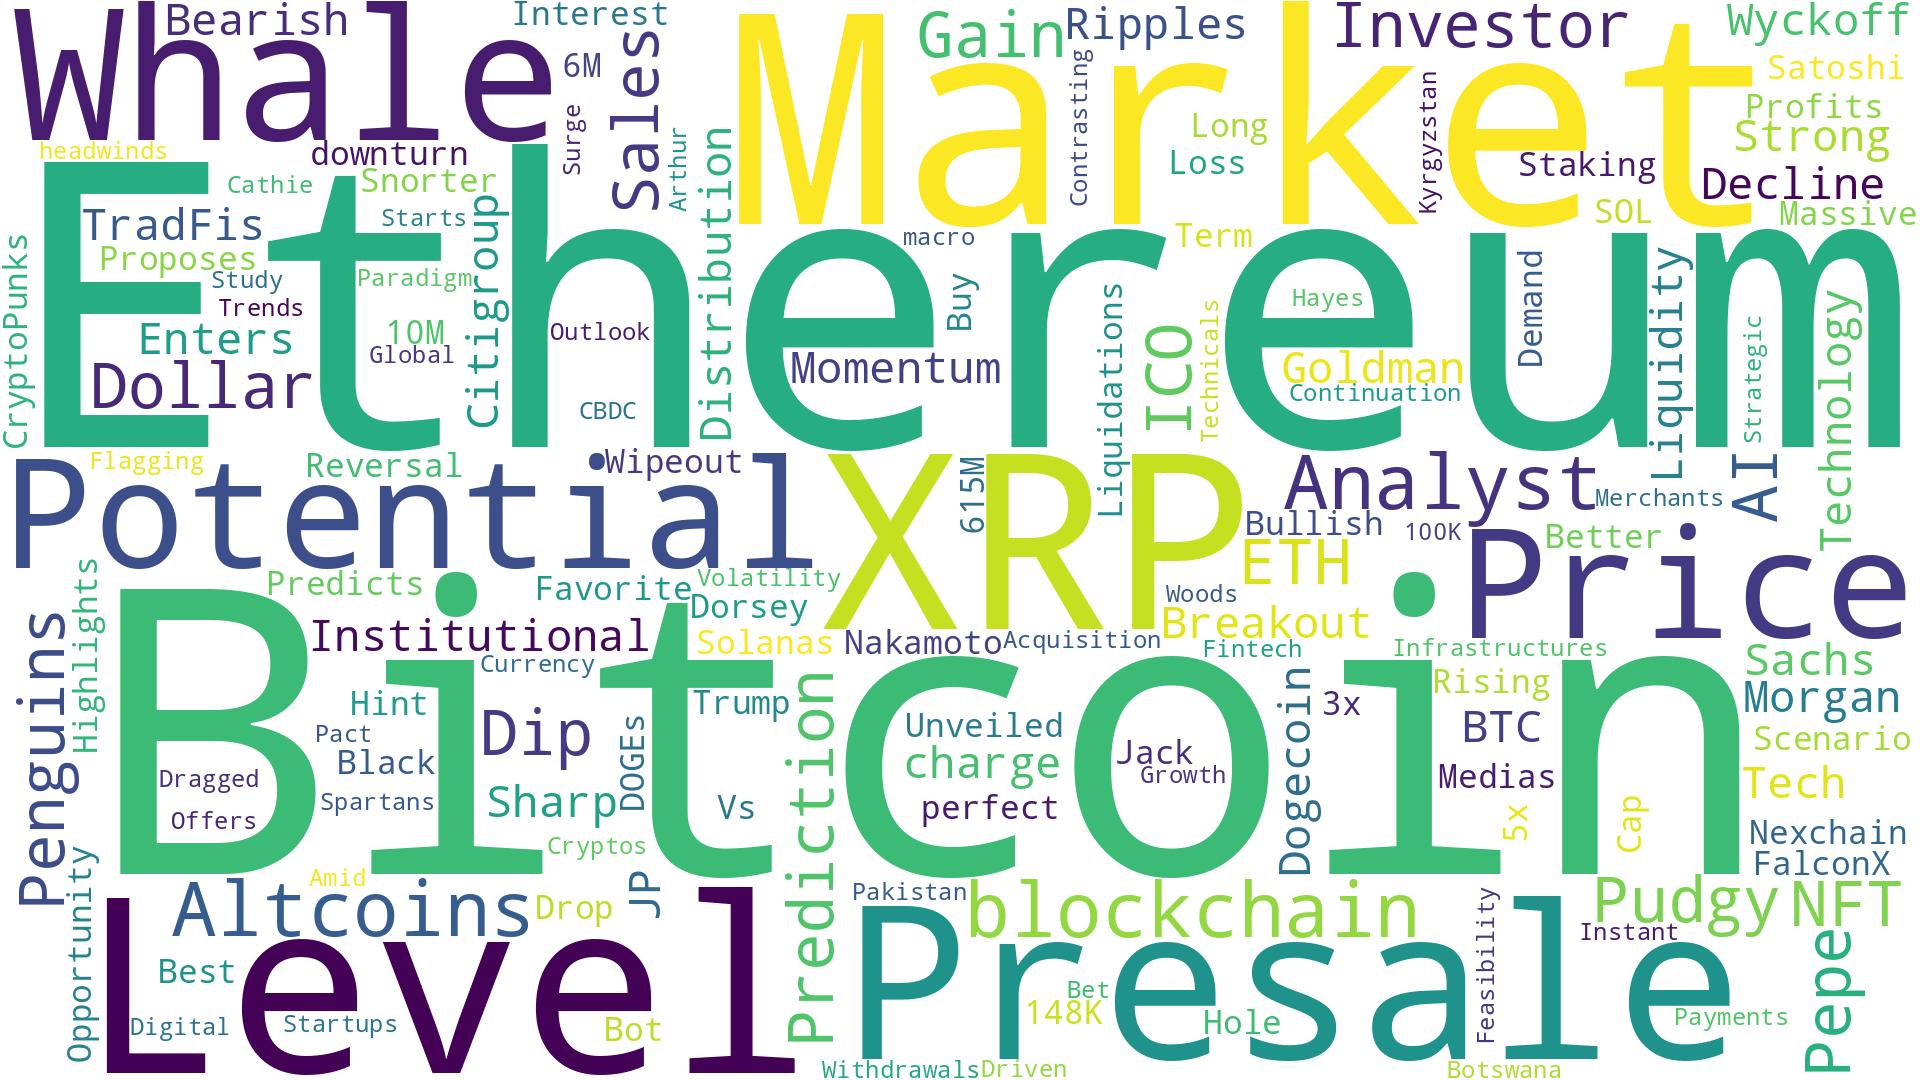 Whale
Bearish
Interest
6M
Surge
Sales
Arthur
Market
Gain
Ripples
Contrasting
Long
Loss
Investor
Kyrgyzstan
Staking
Wyckoff
Satoshi
Profits
Strong
Decline
SOL
Massive
headwinds
downturn
Cathie
Snorter
Starts
Ethereum
TradFis
Proposes
Study
Trends
Paradigm
Citigroup
Enters
10M
Global
Dollar
CryptoPunks
Outlook
CBDC
Distribution
macro
Buy
Momentum
Term
Liquidations
ICO
Technicals
Hayes
Goldman
Continuation
Demand
Liquidity
Strategic
Technology
Flagging
Reversal
Wipeout
Potential
XRP
615M
Analyst
Merchants
AI
Bullish
100K
Better
ETH
Price
Woods
Breakout
Predicts
Favorite
Volatility
Dorsey
Highlights
Penguins
Institutional
Solanas
Nakamoto
Acquisition
Fintech
Infrastructures
Currency
Bitcoin
Hint
Pact
Black
Dip
DOGEs
Trump
Dragged
Spartans
Offers
Sharp
Vs
Cryptos
Prediction
Unveiled
charge
perfect
Jack
Growth
Dogecoin
3x
Rising
BTC
Medias
5x
Cap
Sachs
Morgan
Scenario
Tech
Nexchain
FalconX
Opportunity
Amid
Altcoins
Drop
JP
Level
Best
Digital
Startups
Bot
Pakistan
blockchain
Presale
Bet
148K
Hole
Feasibility
Pudgy
NFT
Instant
Pepe
Payments
Withdrawals
Driven
Botswana